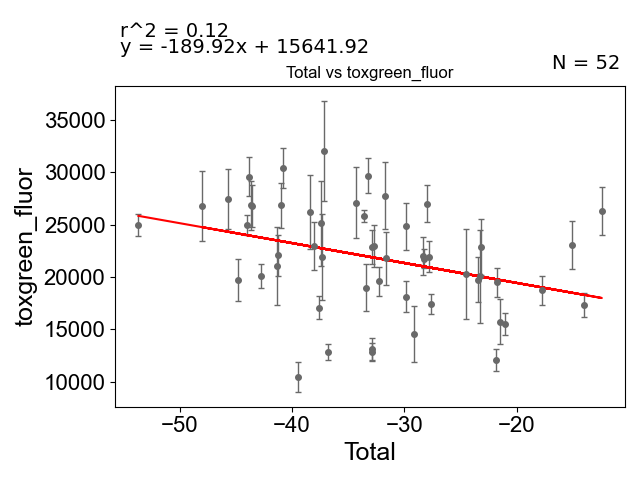 r^2 = 0.12
y = -189.92x + 15641.92
N = 52
Total vs toxgreen_fluor
35000
30000
25000
20000
15000
10000
toxgreen_fluor
−50 −40 −30 −20
Total